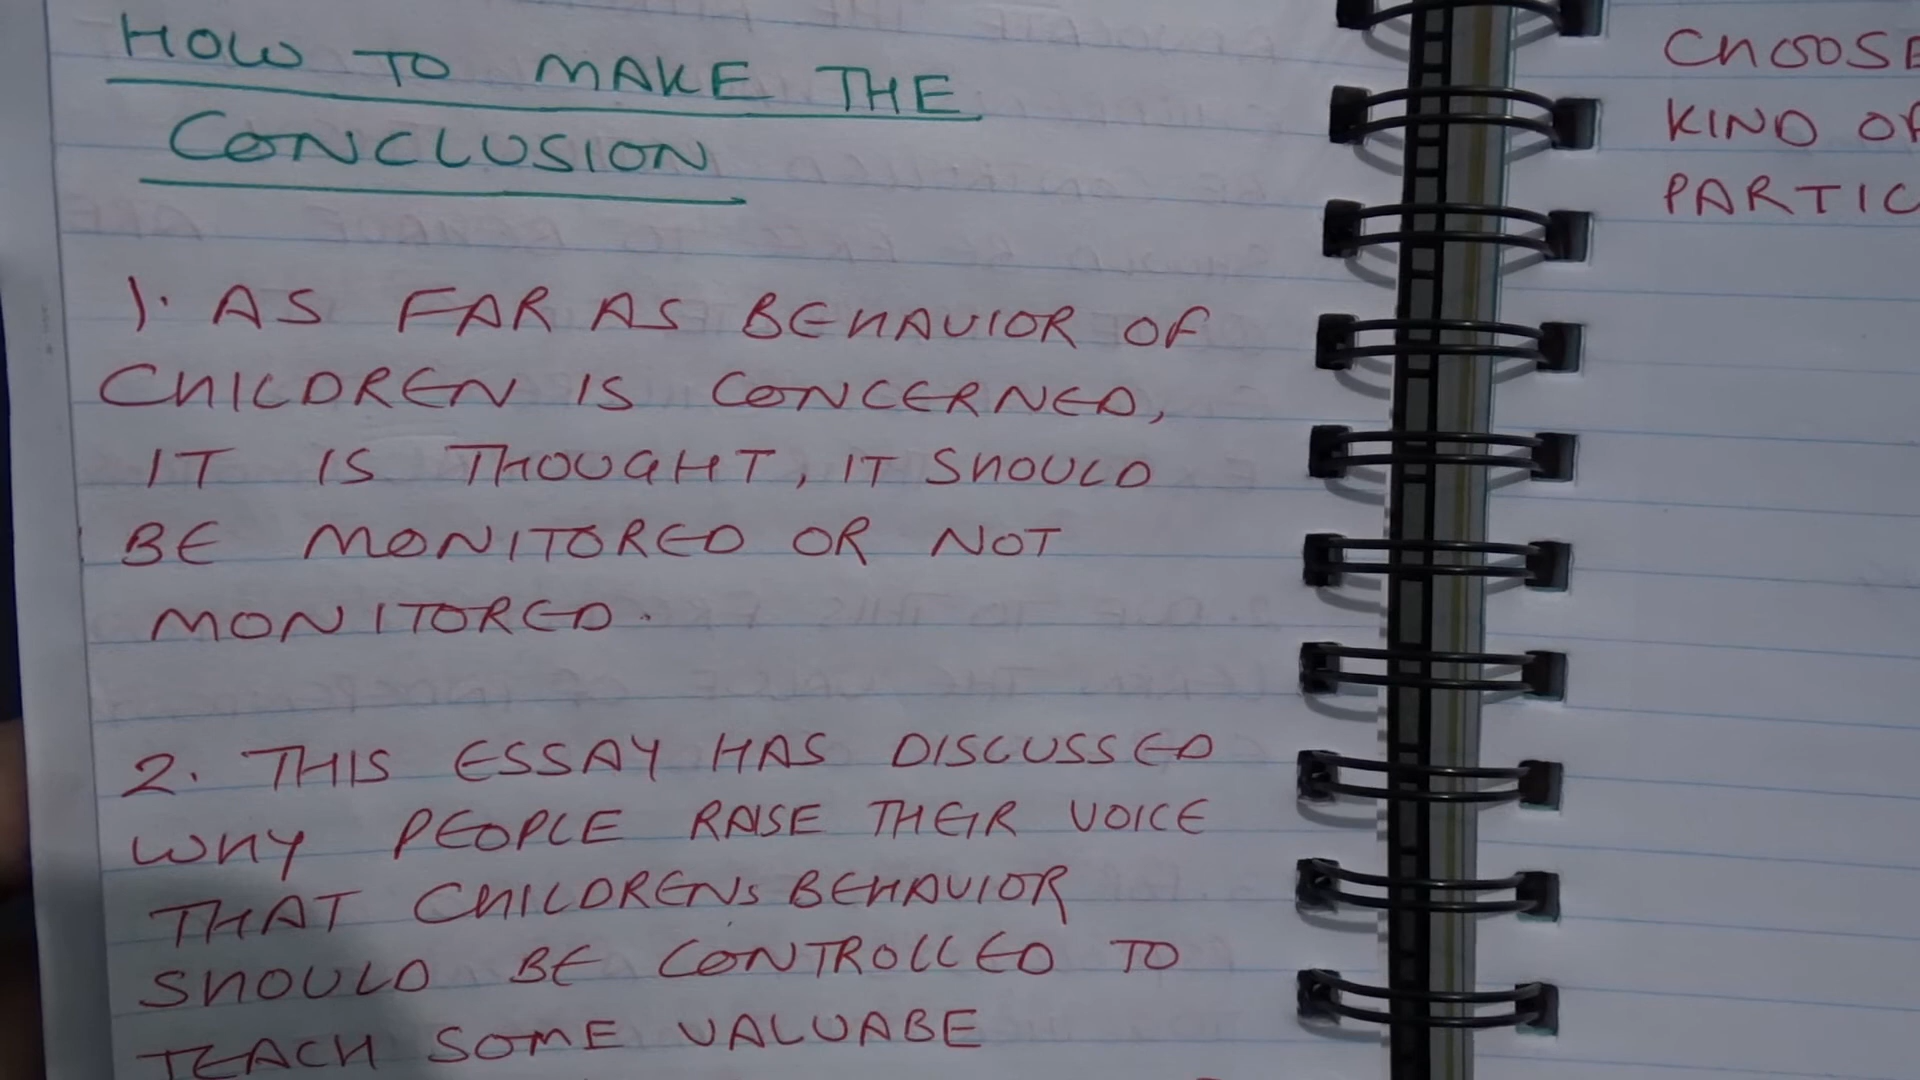 HOW TO MAKE THE
CONCLUSION
1. AS FAR AS BEHAVIOR OF
CHILDREN IS CONCERNED,
IT IS THOUGHT, IT SHOULD
BE MONITORED OR NOT
MONITORED.
2. THIS ESSAY HAS DISCUSSED
WHY PEOPLE RAISE THEIR VOICE
THAT CHILDRENS BEHAVIOR
SHOULD BE CONTROLLED TO
TEACH SOME VALUABE
CHOOSE
KIND OF
PARTIC